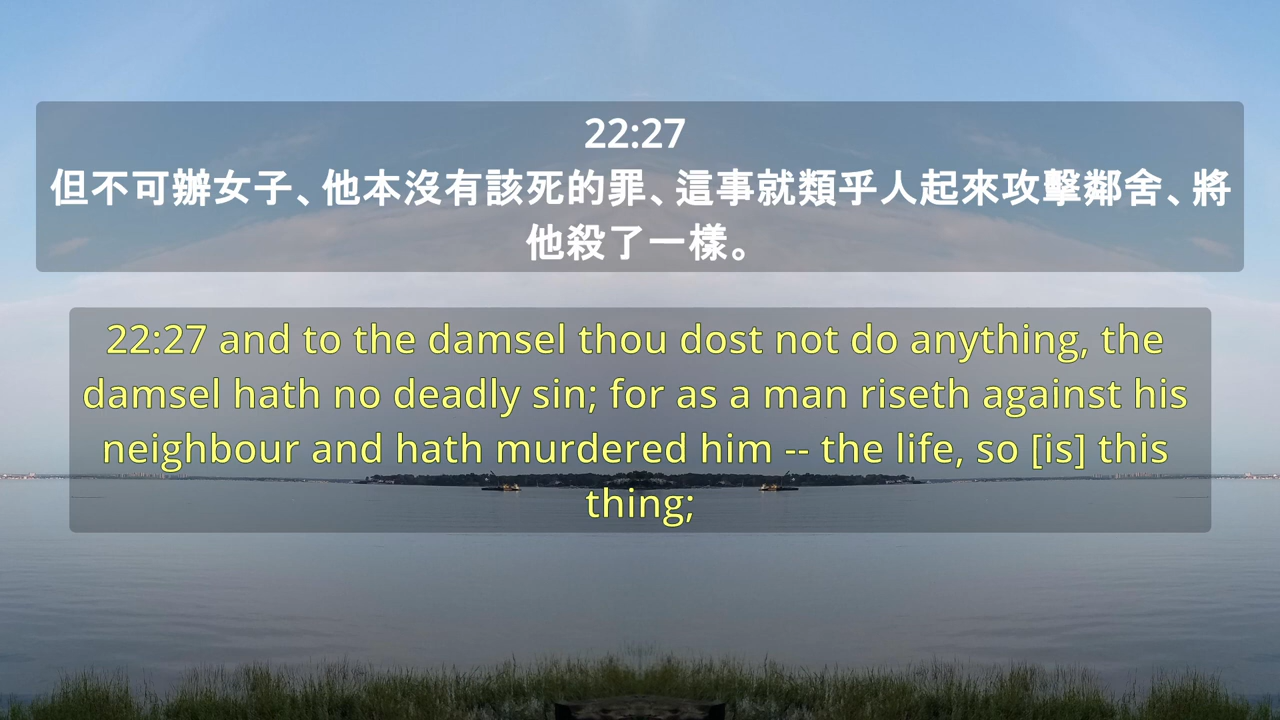 22:27
但不可辦女子、他本沒有該死的罪、這事就類乎人起來攻擊鄰舍、將
他殺了一樣。
22:27 and to the damsel thou dost not do anything, the
damsel hath no deadly sin; for as a man riseth against his
neighbour and hath murdered him -- the life, so [is] this
thing;